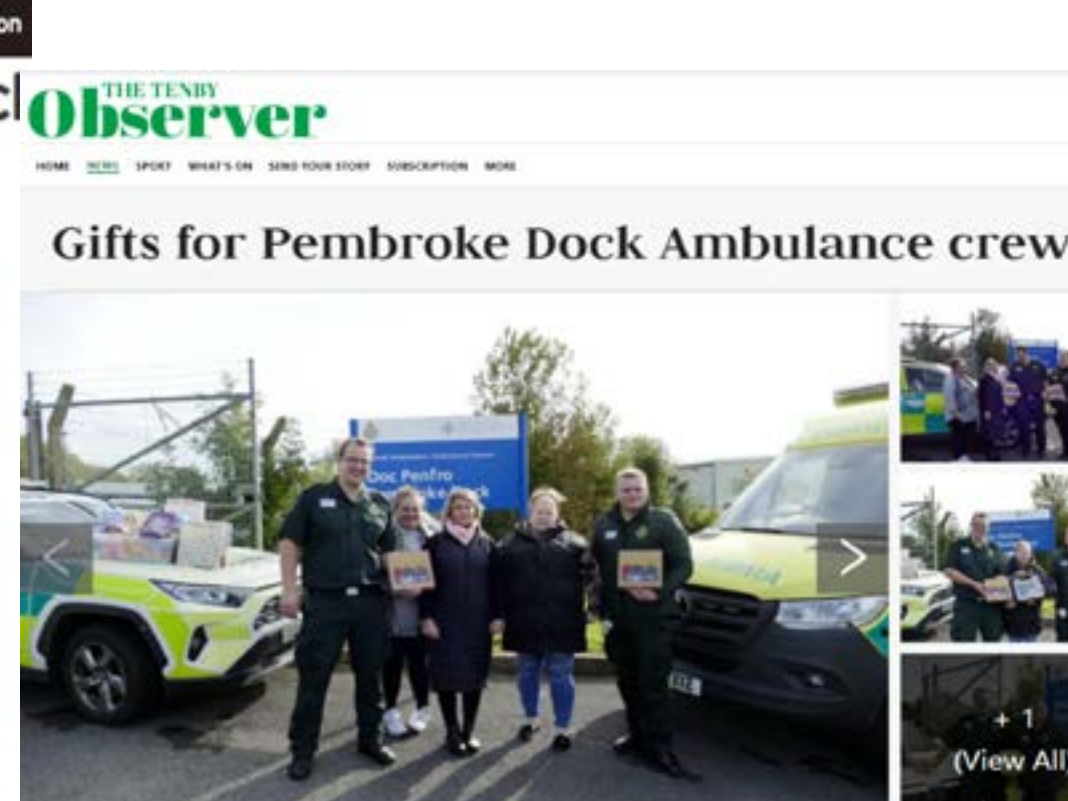 on
THE TENBY
Observer
HOME NEWS SPORT WHAT'S ON SEND YOUR STORY SUBSCRIPTION MORE
Gifts for Pembroke Dock Ambulance crew
Doc Penfro
+ 1
(View All)